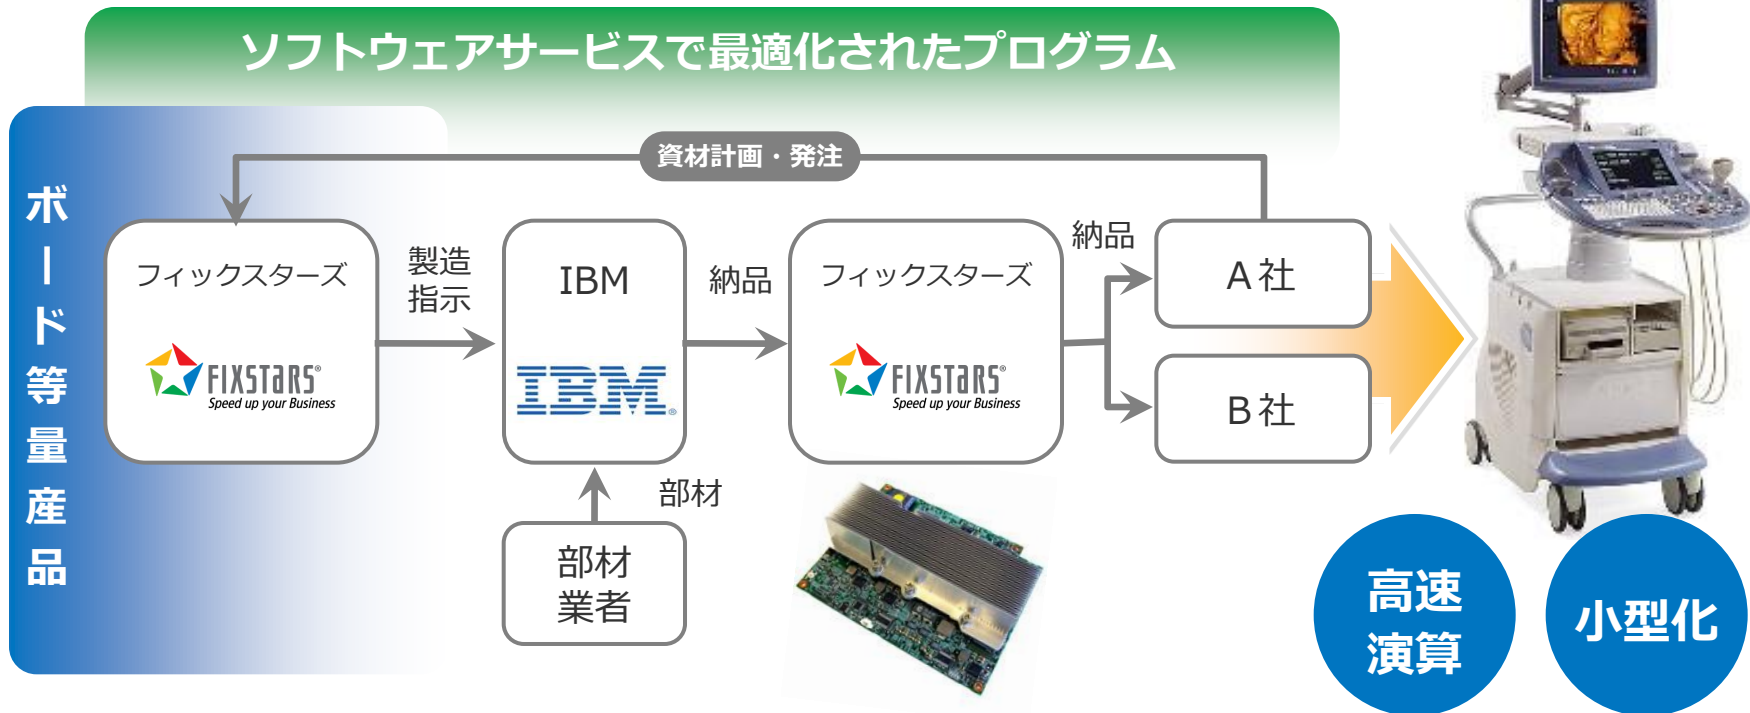 ソフトウェアサービスで最適化されたプログラム
ボード等量産品
資材計画・発注
フィックスターズ
FIXSTARS®
Speed up your Business
製造
指示
IBM
IBM®
納品
フィックスターズ
FIXSTARS®
Speed up your Business
納品
A社
B社
部材
部材
業者
高速
演算
小型化